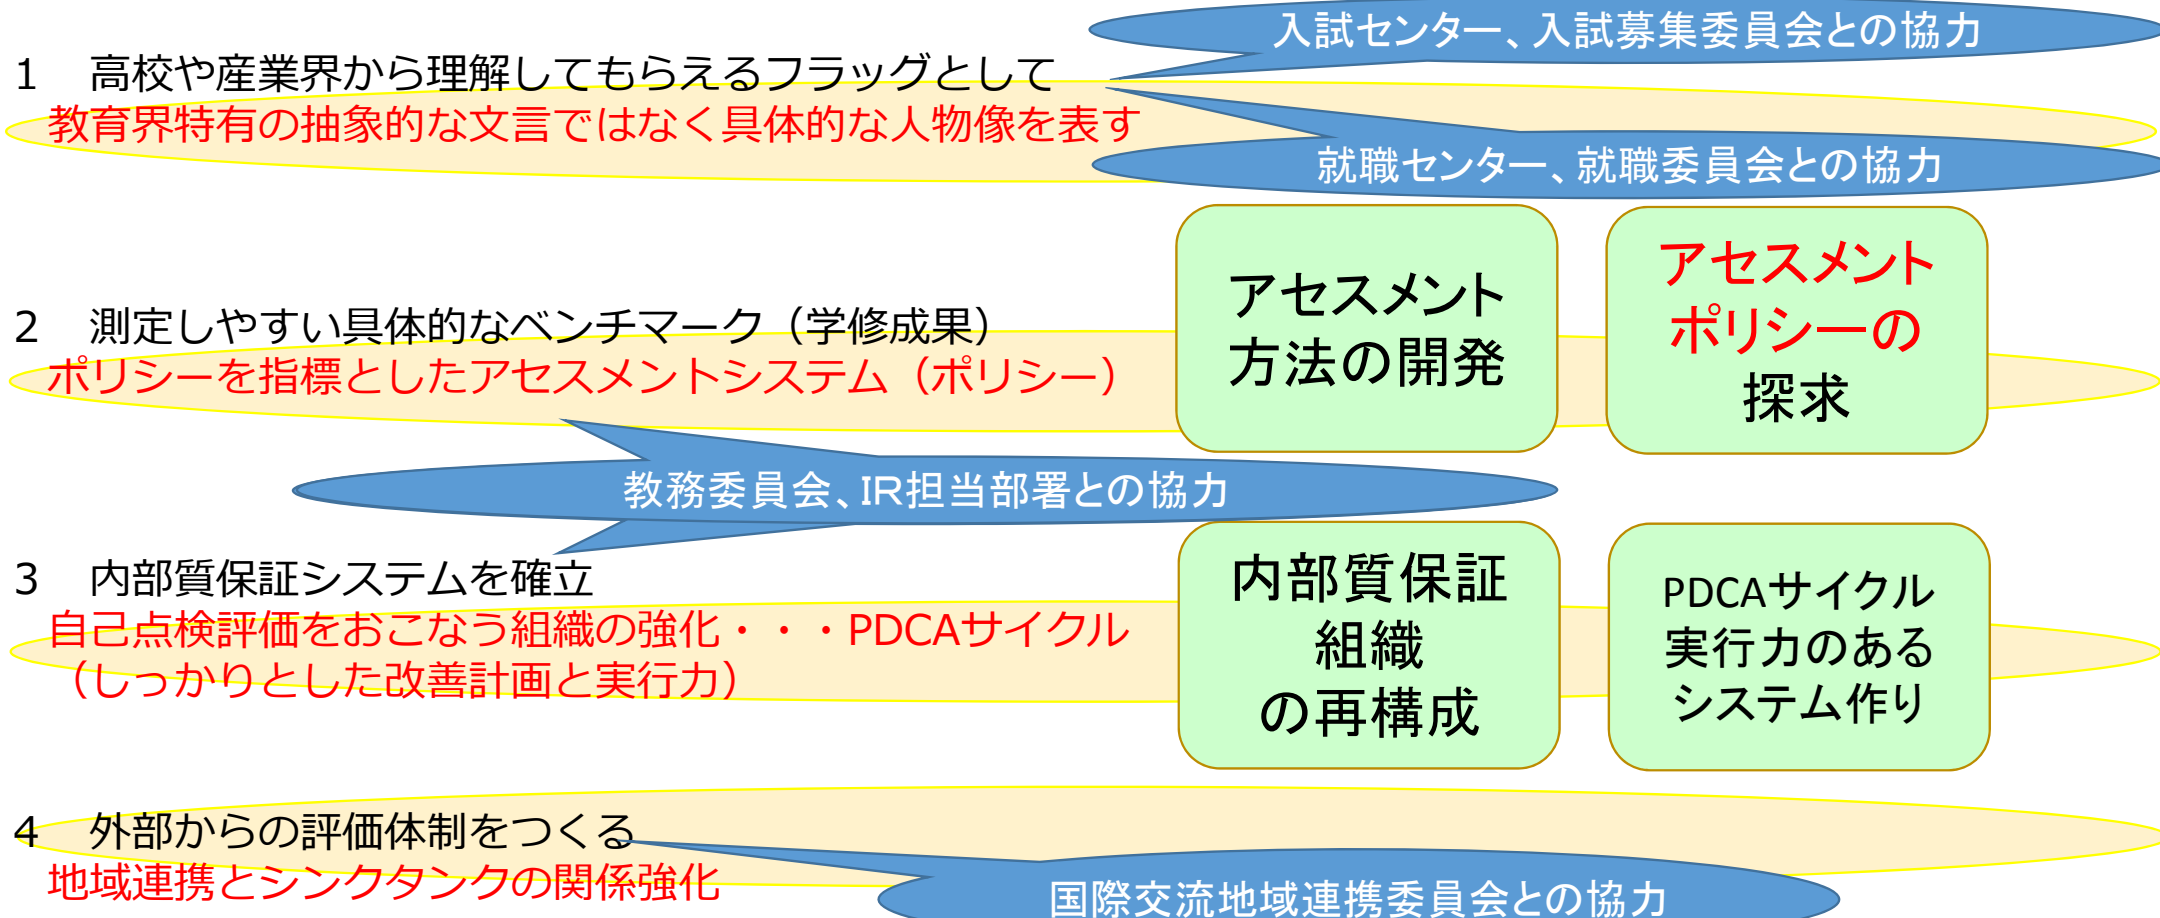 入試センター、入試募集委員会との協力
１　高校や産業界から理解してもらえるフラッグとして
教育界特有の抽象的な文言ではなく具体的な人物像を表す
就職センター、就職委員会との協力
アセスメント
方法の開発
アセスメント
ポリシーの
探求
２　測定しやすい具体的なベンチマーク（学修成果）
ポリシーを指標としたアセスメントシステム（ポリシー）
教務委員会、IR担当部署との協力
３　内部質保証システムを確立
自己点検評価をおこなう組織の強化・・・PDCAサイクル
（しっかりとした改善計画と実行力）
内部質保証
組織
の再構成
PDCAサイクル
実行力のある
システム作り
４　外部からの評価体制をつくる
地域連携とシンクタンクの関係強化
国際交流地域連携委員会との協力